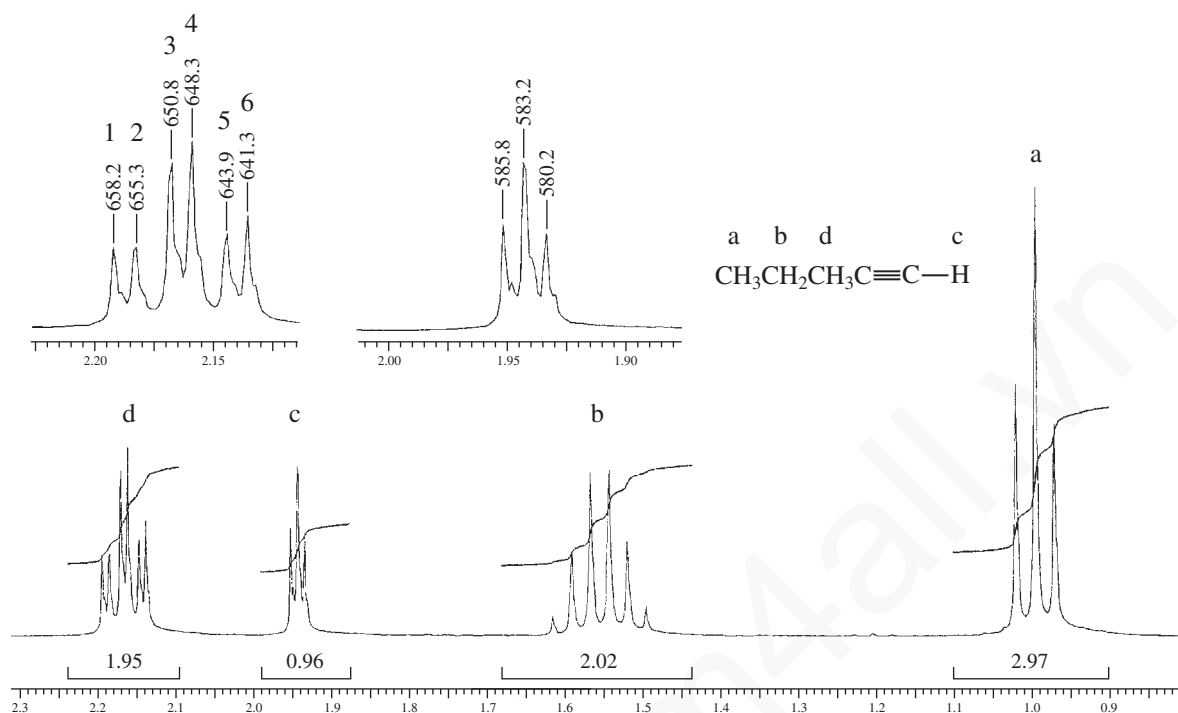 1 2 3 4 5 6
658.2 655.3 650.8 648.3 643.9 641.3
585.8 583.2 580.2
2.20 2.15
2.00 1.95 1.90
a b d c
CH₃CH₂CH₃C≡C—H
d c b a
1.95 0.96 2.02 2.97
2.3 2.2 2.1 2.0 1.9 1.8 1.7 1.6 1.5 1.4 1.3 1.2 1.1 1.0 0.9